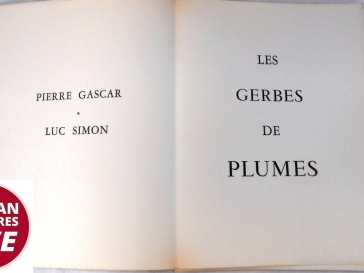 PIERRE GASCAR
LUC SIMON
LES
GERBES
DE
PLUMES